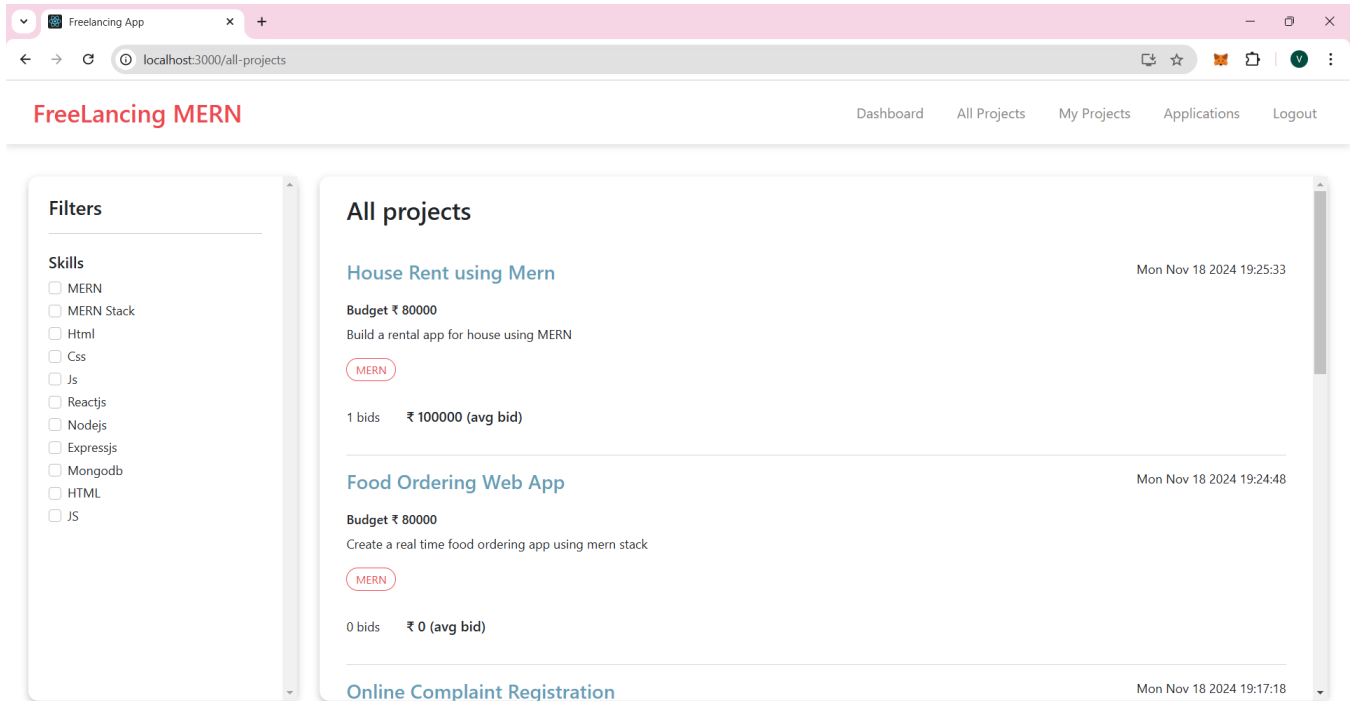 Freelancing App
localhost:3000/all-projects
V
FreeLancing MERN
Dashboard
All Projects
My Projects
Applications
Logout
Filters
Skills
MERN
MERN Stack
Html
Css
Js
Reactjs
Nodejs
Expressjs
Mongodb
HTML
JS
All projects
House Rent using Mern
Mon Nov 18 2024 19:25:33
Budget ₹ 80000
Build a rental app for house using MERN
MERN
1 bids ₹ 100000 (avg bid)
Food Ordering Web App
Mon Nov 18 2024 19:24:48
Budget ₹ 80000
Create a real time food ordering app using mern stack
MERN
0 bids ₹ 0 (avg bid)
Online Complaint Registration
Mon Nov 18 2024 19:17:18